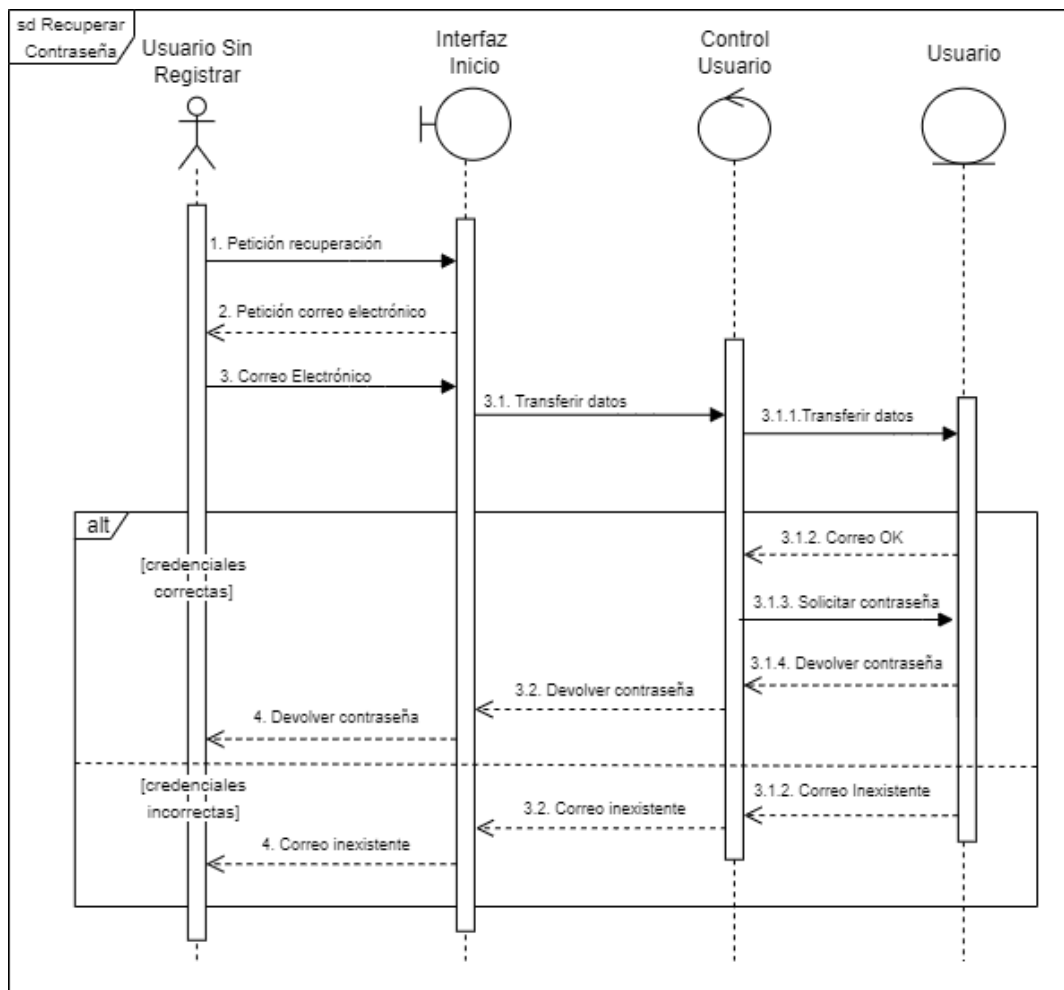 sd Recuperar
Contraseña
Usuario Sin
Registrar
Interfaz
Inicio
Control
Usuario
Usuario
1. Petición recuperación
2. Petición correo electrónico
3. Correo Electrónico
3.1. Transferir datos
3.1.1.Transferir datos
alt
[credenciales
correctas]
3.1.2. Correo OK
3.1.3. Solicitar contraseña
3.1.4. Devolver contraseña
3.2. Devolver contraseña
4. Devolver contraseña
[credenciales
incorrectas]
3.1.2. Correo Inexistente
3.2. Correo inexistente
4. Correo inexistente